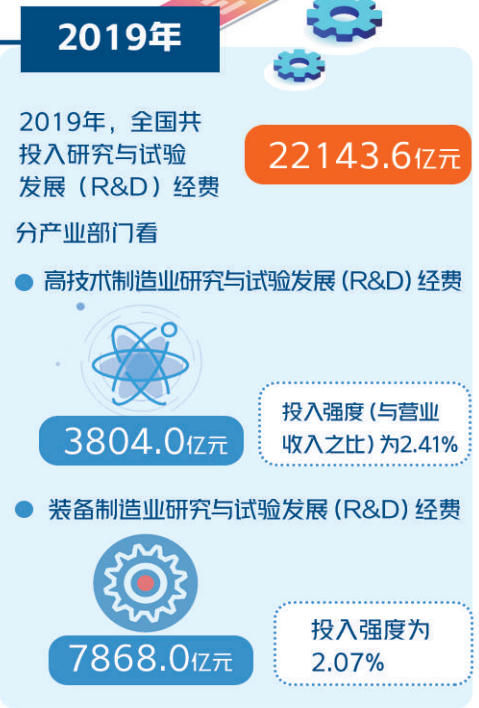 2019年
2019年，全国共
投入研究与试验
发展（R&D）经费
22143.6亿元
分产业部门看
高技术制造业研究与试验发展（R&D）经费
3804.0亿元
投入强度（与营业
收入之比）为2.41%
装备制造业研究与试验发展（R&D）经费
7868.0亿元
投入强度为
2.07%